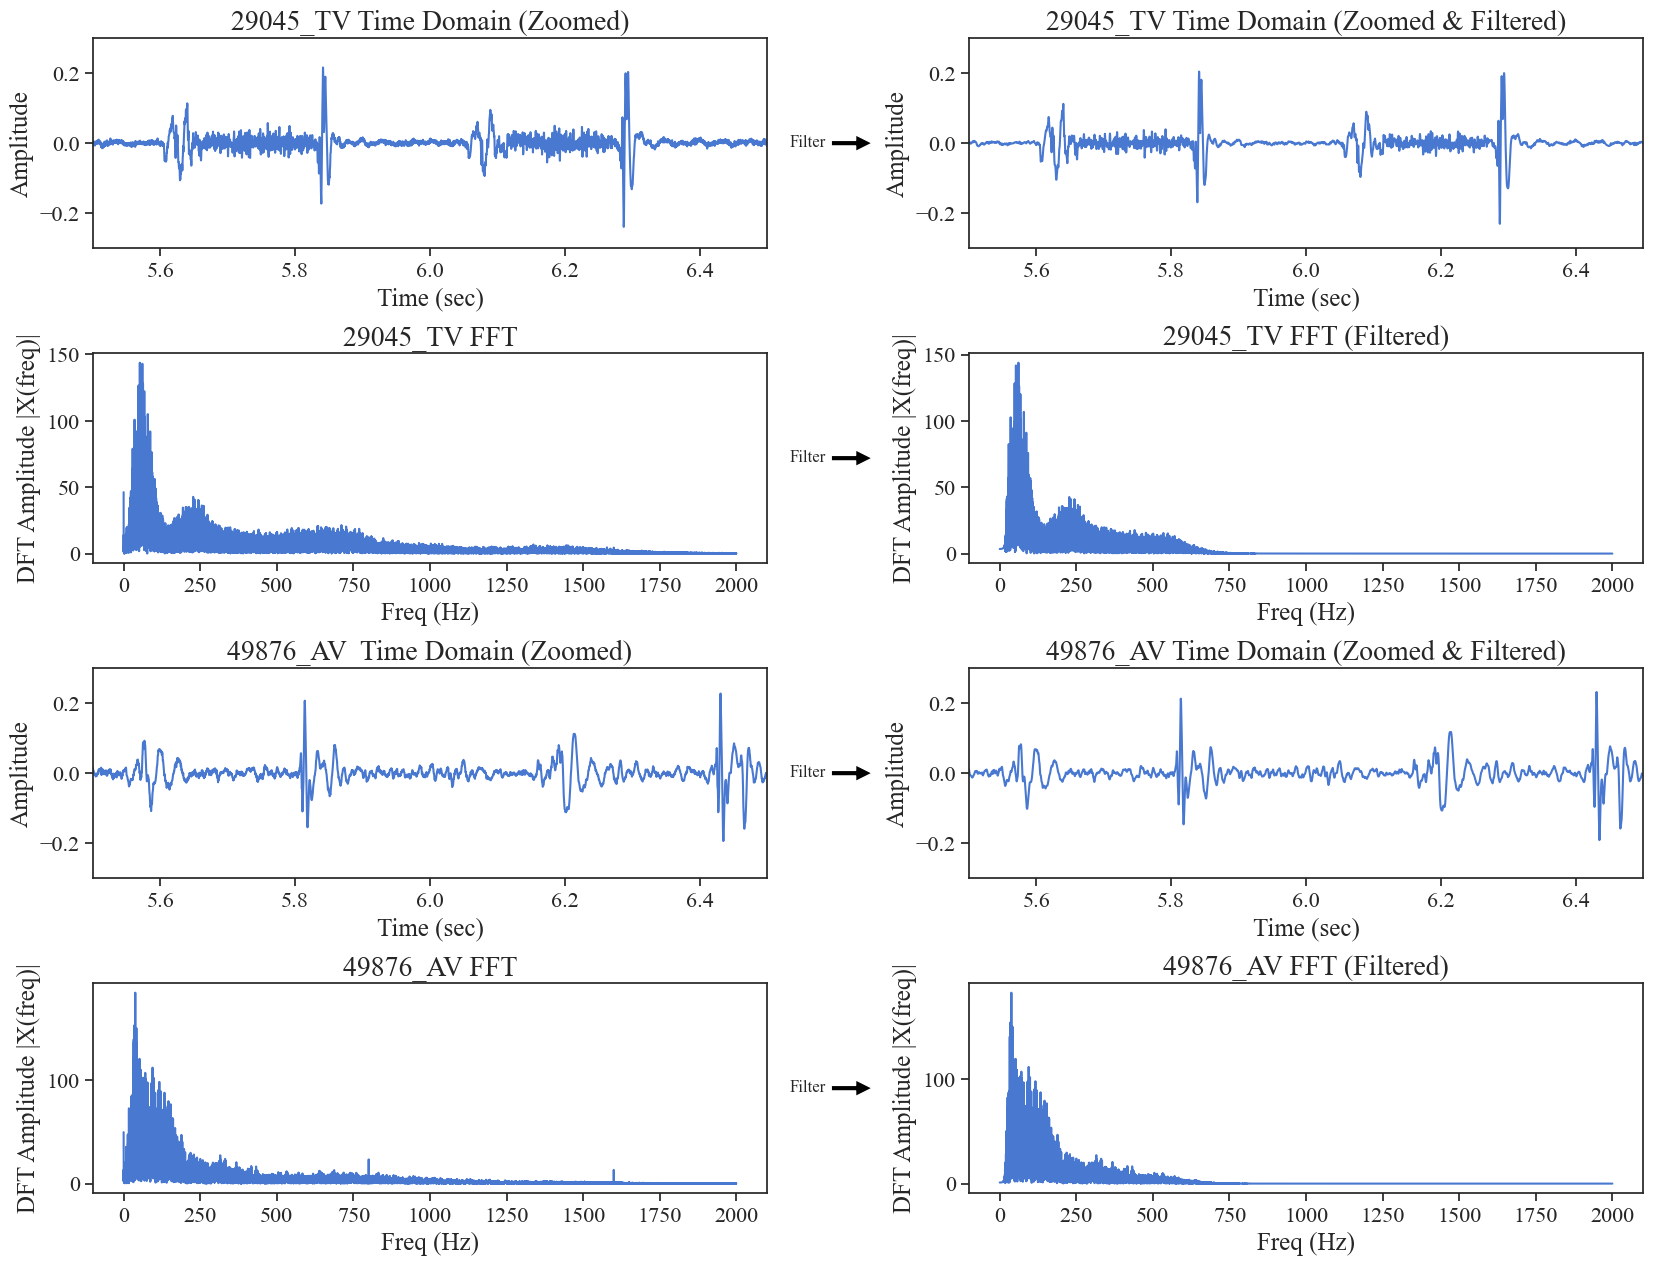 29045_TV Time Domain (Zoomed)
29045_TV Time Domain (Zoomed & Filtered)
Amplitude
0.2
0.0
−0.2
5.6 5.8 6.0 6.2 6.4
Time (sec)
Filter
Amplitude
0.2
0.0
−0.2
5.6 5.8 6.0 6.2 6.4
Time (sec)
29045_TV FFT
29045_TV FFT (Filtered)
DFT Amplitude |X(freq)|
150
100
50
0
0 250 500 750 1000 1250 1500 1750 2000
Freq (Hz)
Filter
DFT Amplitude |X(freq)|
150
100
50
0
0 250 500 750 1000 1250 1500 1750 2000
Freq (Hz)
49876_AV  Time Domain (Zoomed)
49876_AV Time Domain (Zoomed & Filtered)
Amplitude
0.2
0.0
−0.2
5.6 5.8 6.0 6.2 6.4
Time (sec)
Filter
Amplitude
0.2
0.0
−0.2
5.6 5.8 6.0 6.2 6.4
Time (sec)
49876_AV FFT
49876_AV FFT (Filtered)
DFT Amplitude |X(freq)|
100
0
0 250 500 750 1000 1250 1500 1750 2000
Freq (Hz)
Filter
DFT Amplitude |X(freq)|
100
0
0 250 500 750 1000 1250 1500 1750 2000
Freq (Hz)